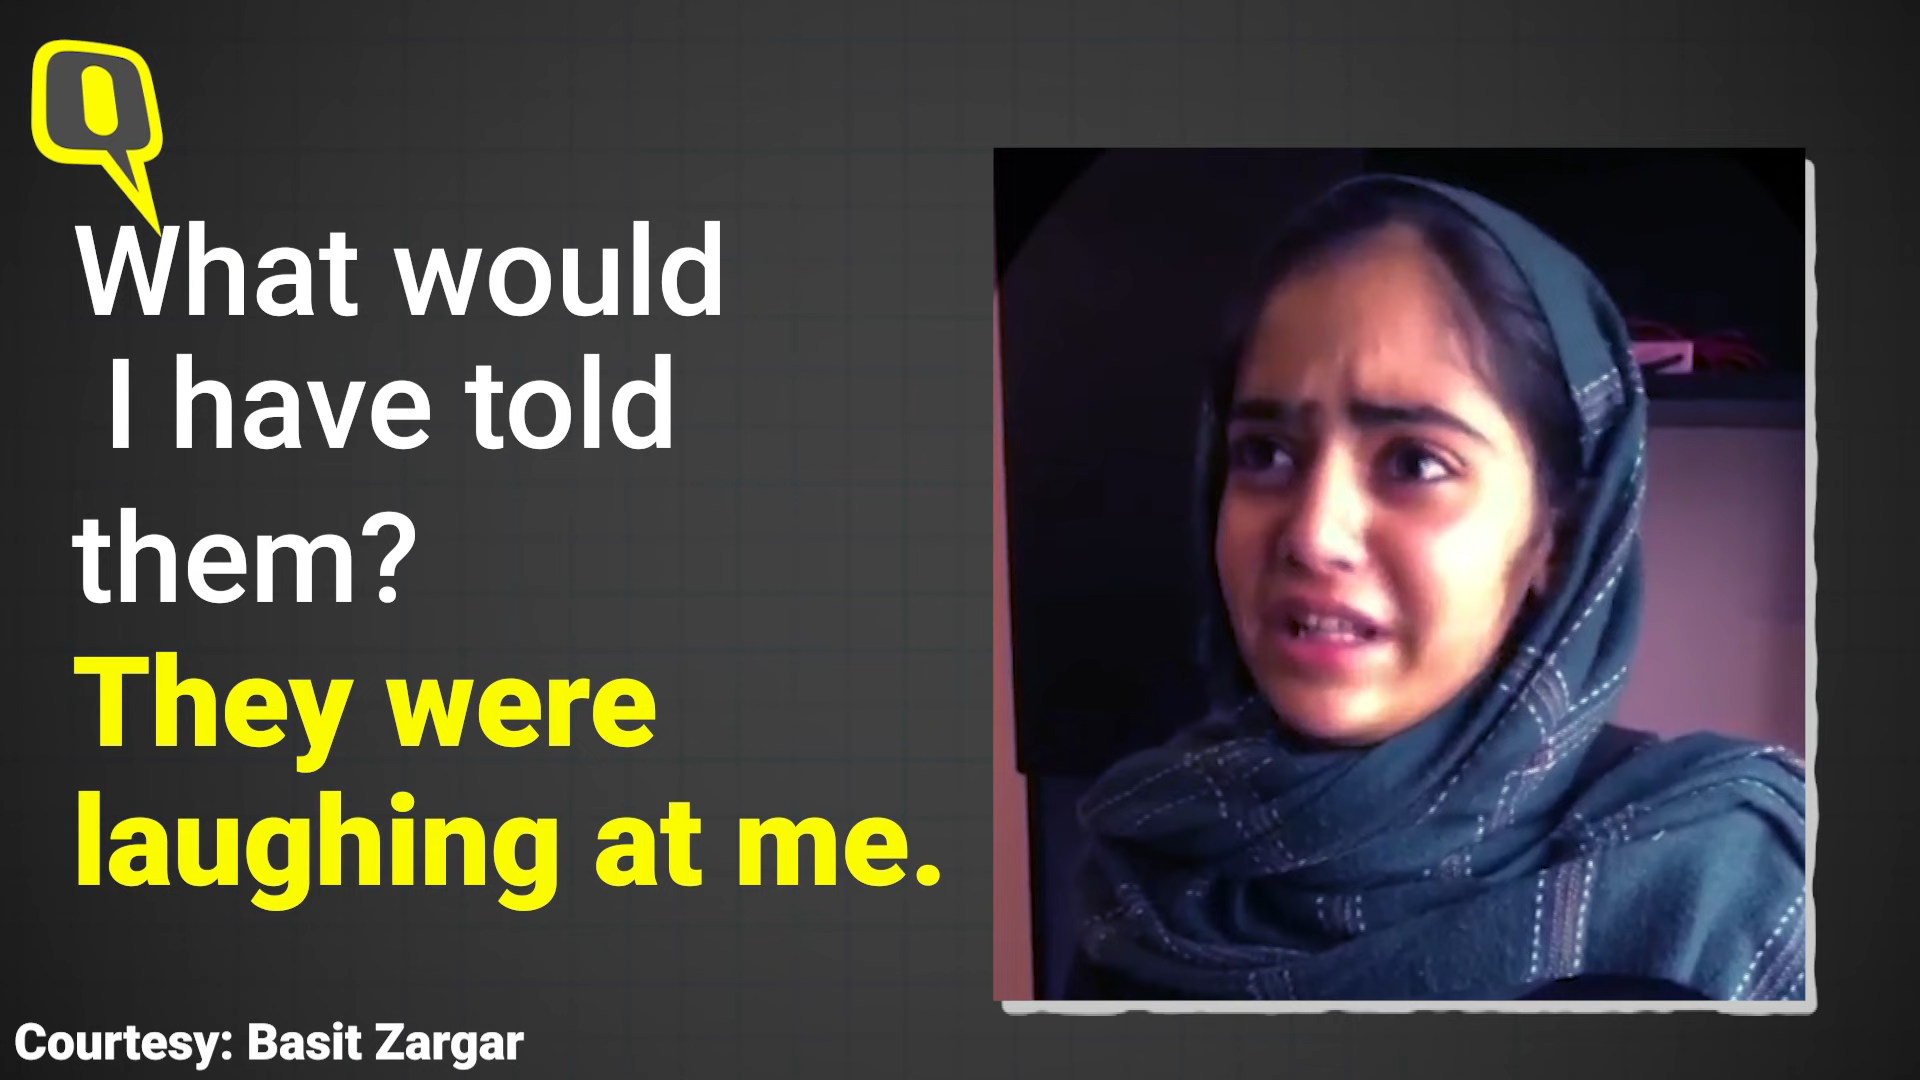 What would
I have told
them?
They were
laughing at me.
Courtesy: Basit Zargar